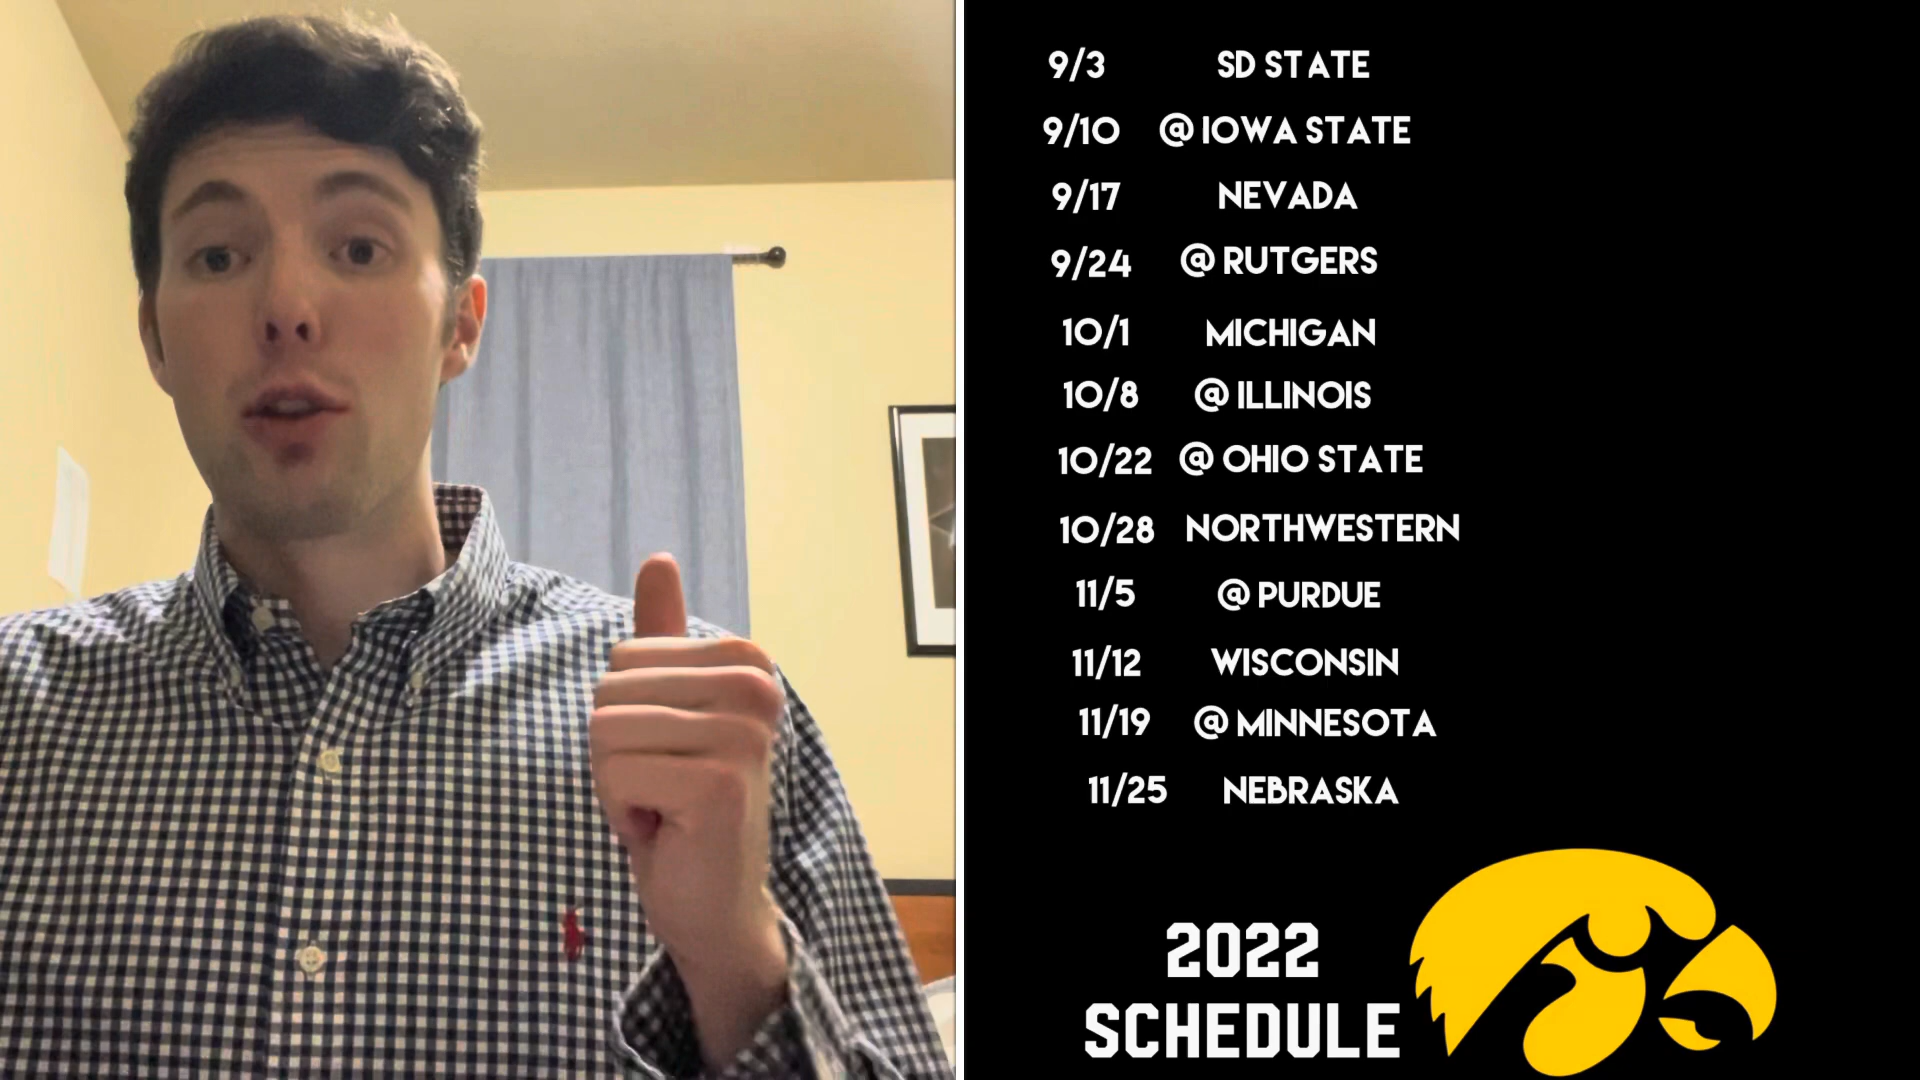 9/3 SD STATE
9/10 @ IOWA STATE
9/17 NEVADA
9/24 @ RUTGERS
10/1 MICHIGAN
10/8 @ ILLINOIS
10/22 @ OHIO STATE
10/28 NORTHWESTERN
11/5 @ PURDUE
11/12 WISCONSIN
11/19 @ MINNESOTA
11/25 NEBRASKA
2022
SCHEDULE